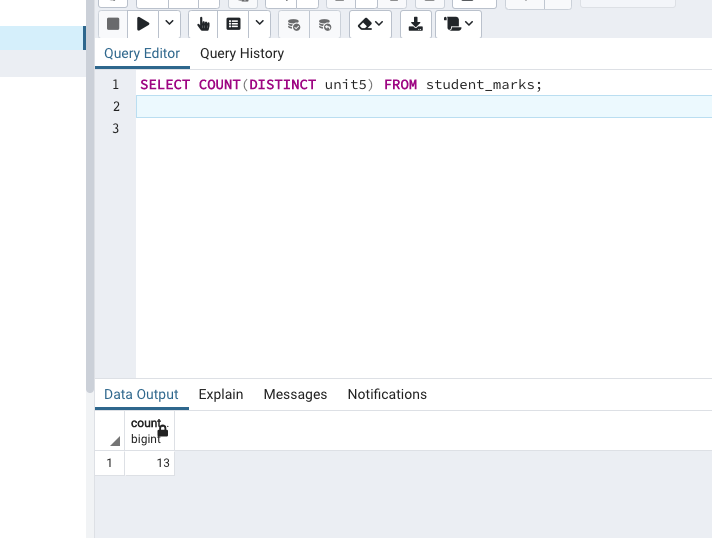 Query Editor Query History
1 SELECT COUNT(DISTINCT unit5) FROM student_marks;
2
3
Data Output Explain Messages Notifications
count
bigint
1 13